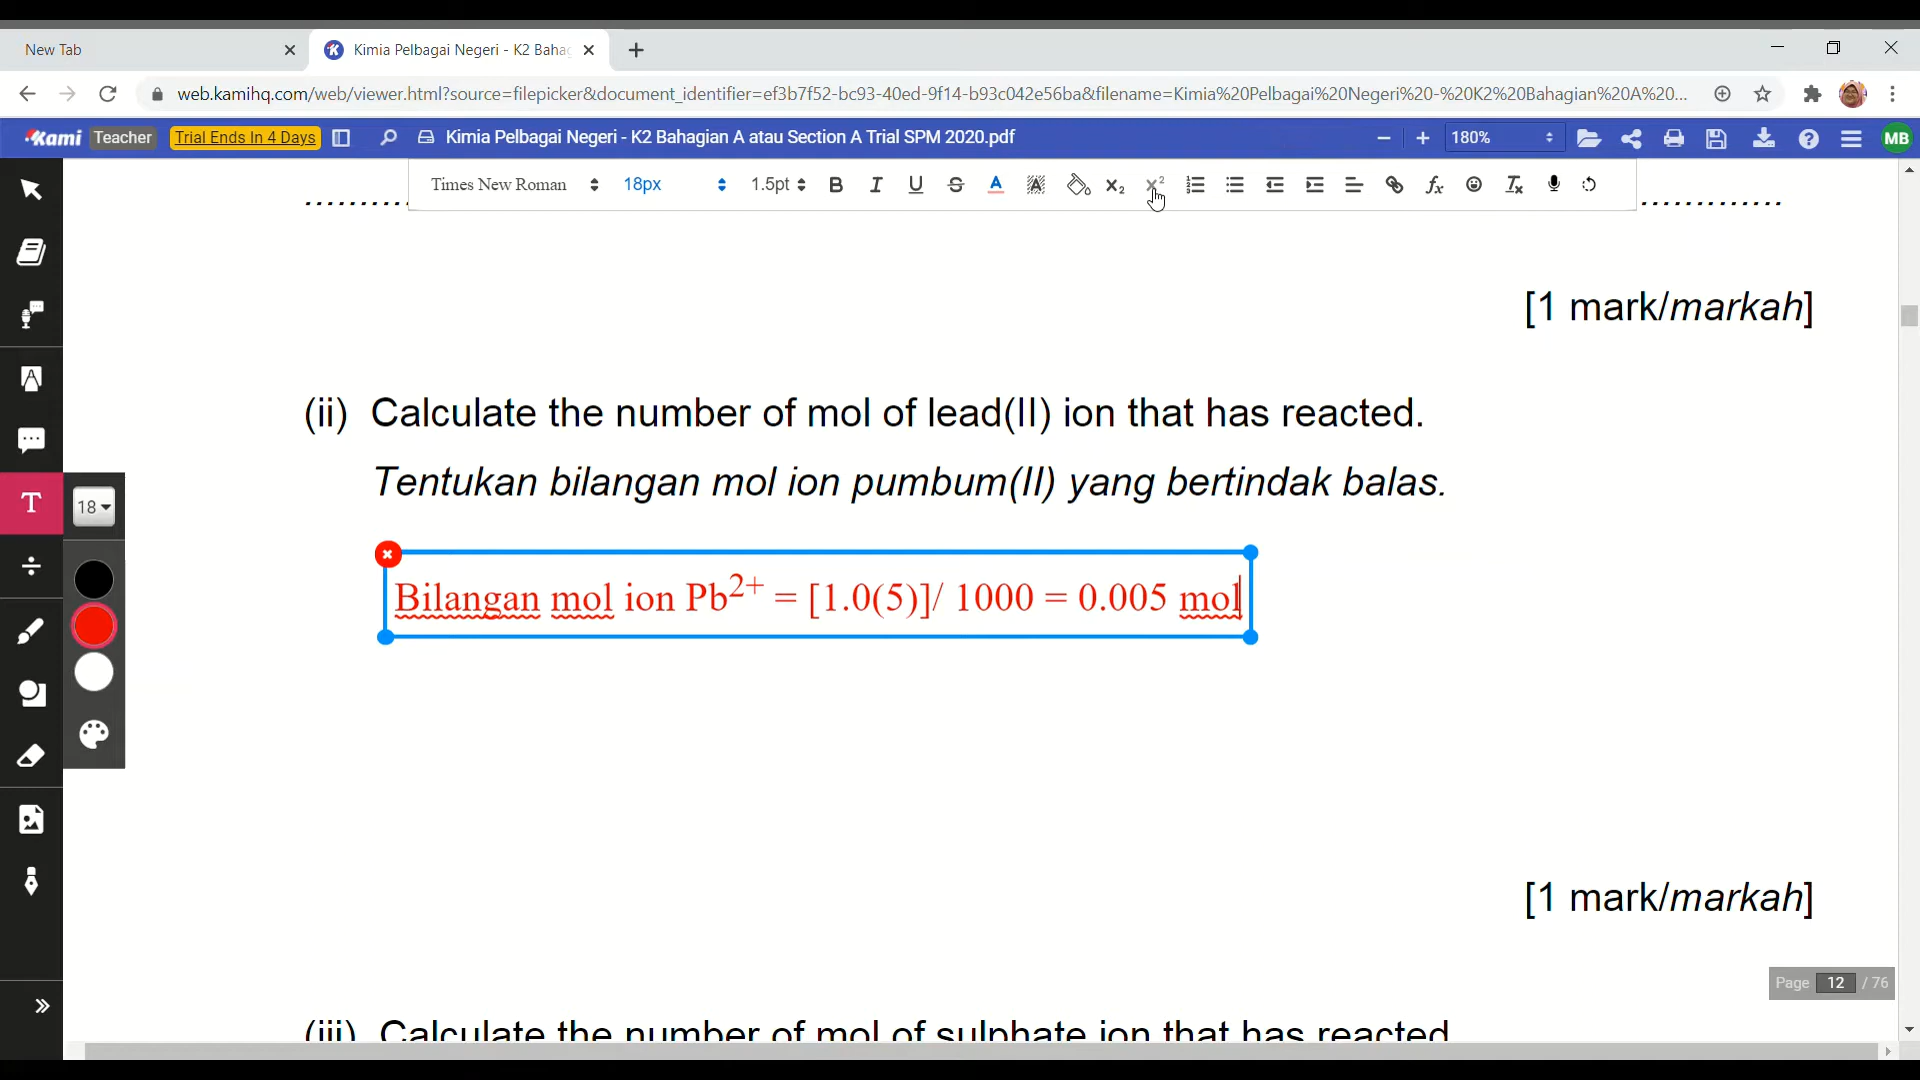 New Tab
Kimia Pelbagai Negeri - K2 Baha
web.kamihq.com/web/viewer.html?source=filepicker&document_identifier=ef3b7f52-bc93-40ed-9f14-b93c042e56ba&filename=Kimia%20Pelbagai%20Negeri%20-%20K2%20Bahagian%20A%20...
Kami Teacher Trial Ends In 4 Days Kimia Pelbagai Negeri - K2 Bahagian A atau Section A Trial SPM 2020.pdf 180% MB
Times New Roman 18px 1.5pt
[1 mark/markah]
(ii) Calculate the number of mol of lead(II) ion that has reacted.
Tentukan bilangan mol ion pumbum(II) yang bertindak balas.
18
Bilangan mol ion Pb²⁺ = [1.0(5)]/ 1000 = 0.005 mol
[1 mark/markah]
Page 12 / 76
(iii) Calculate the number of mol of sulphate ion that has reacted